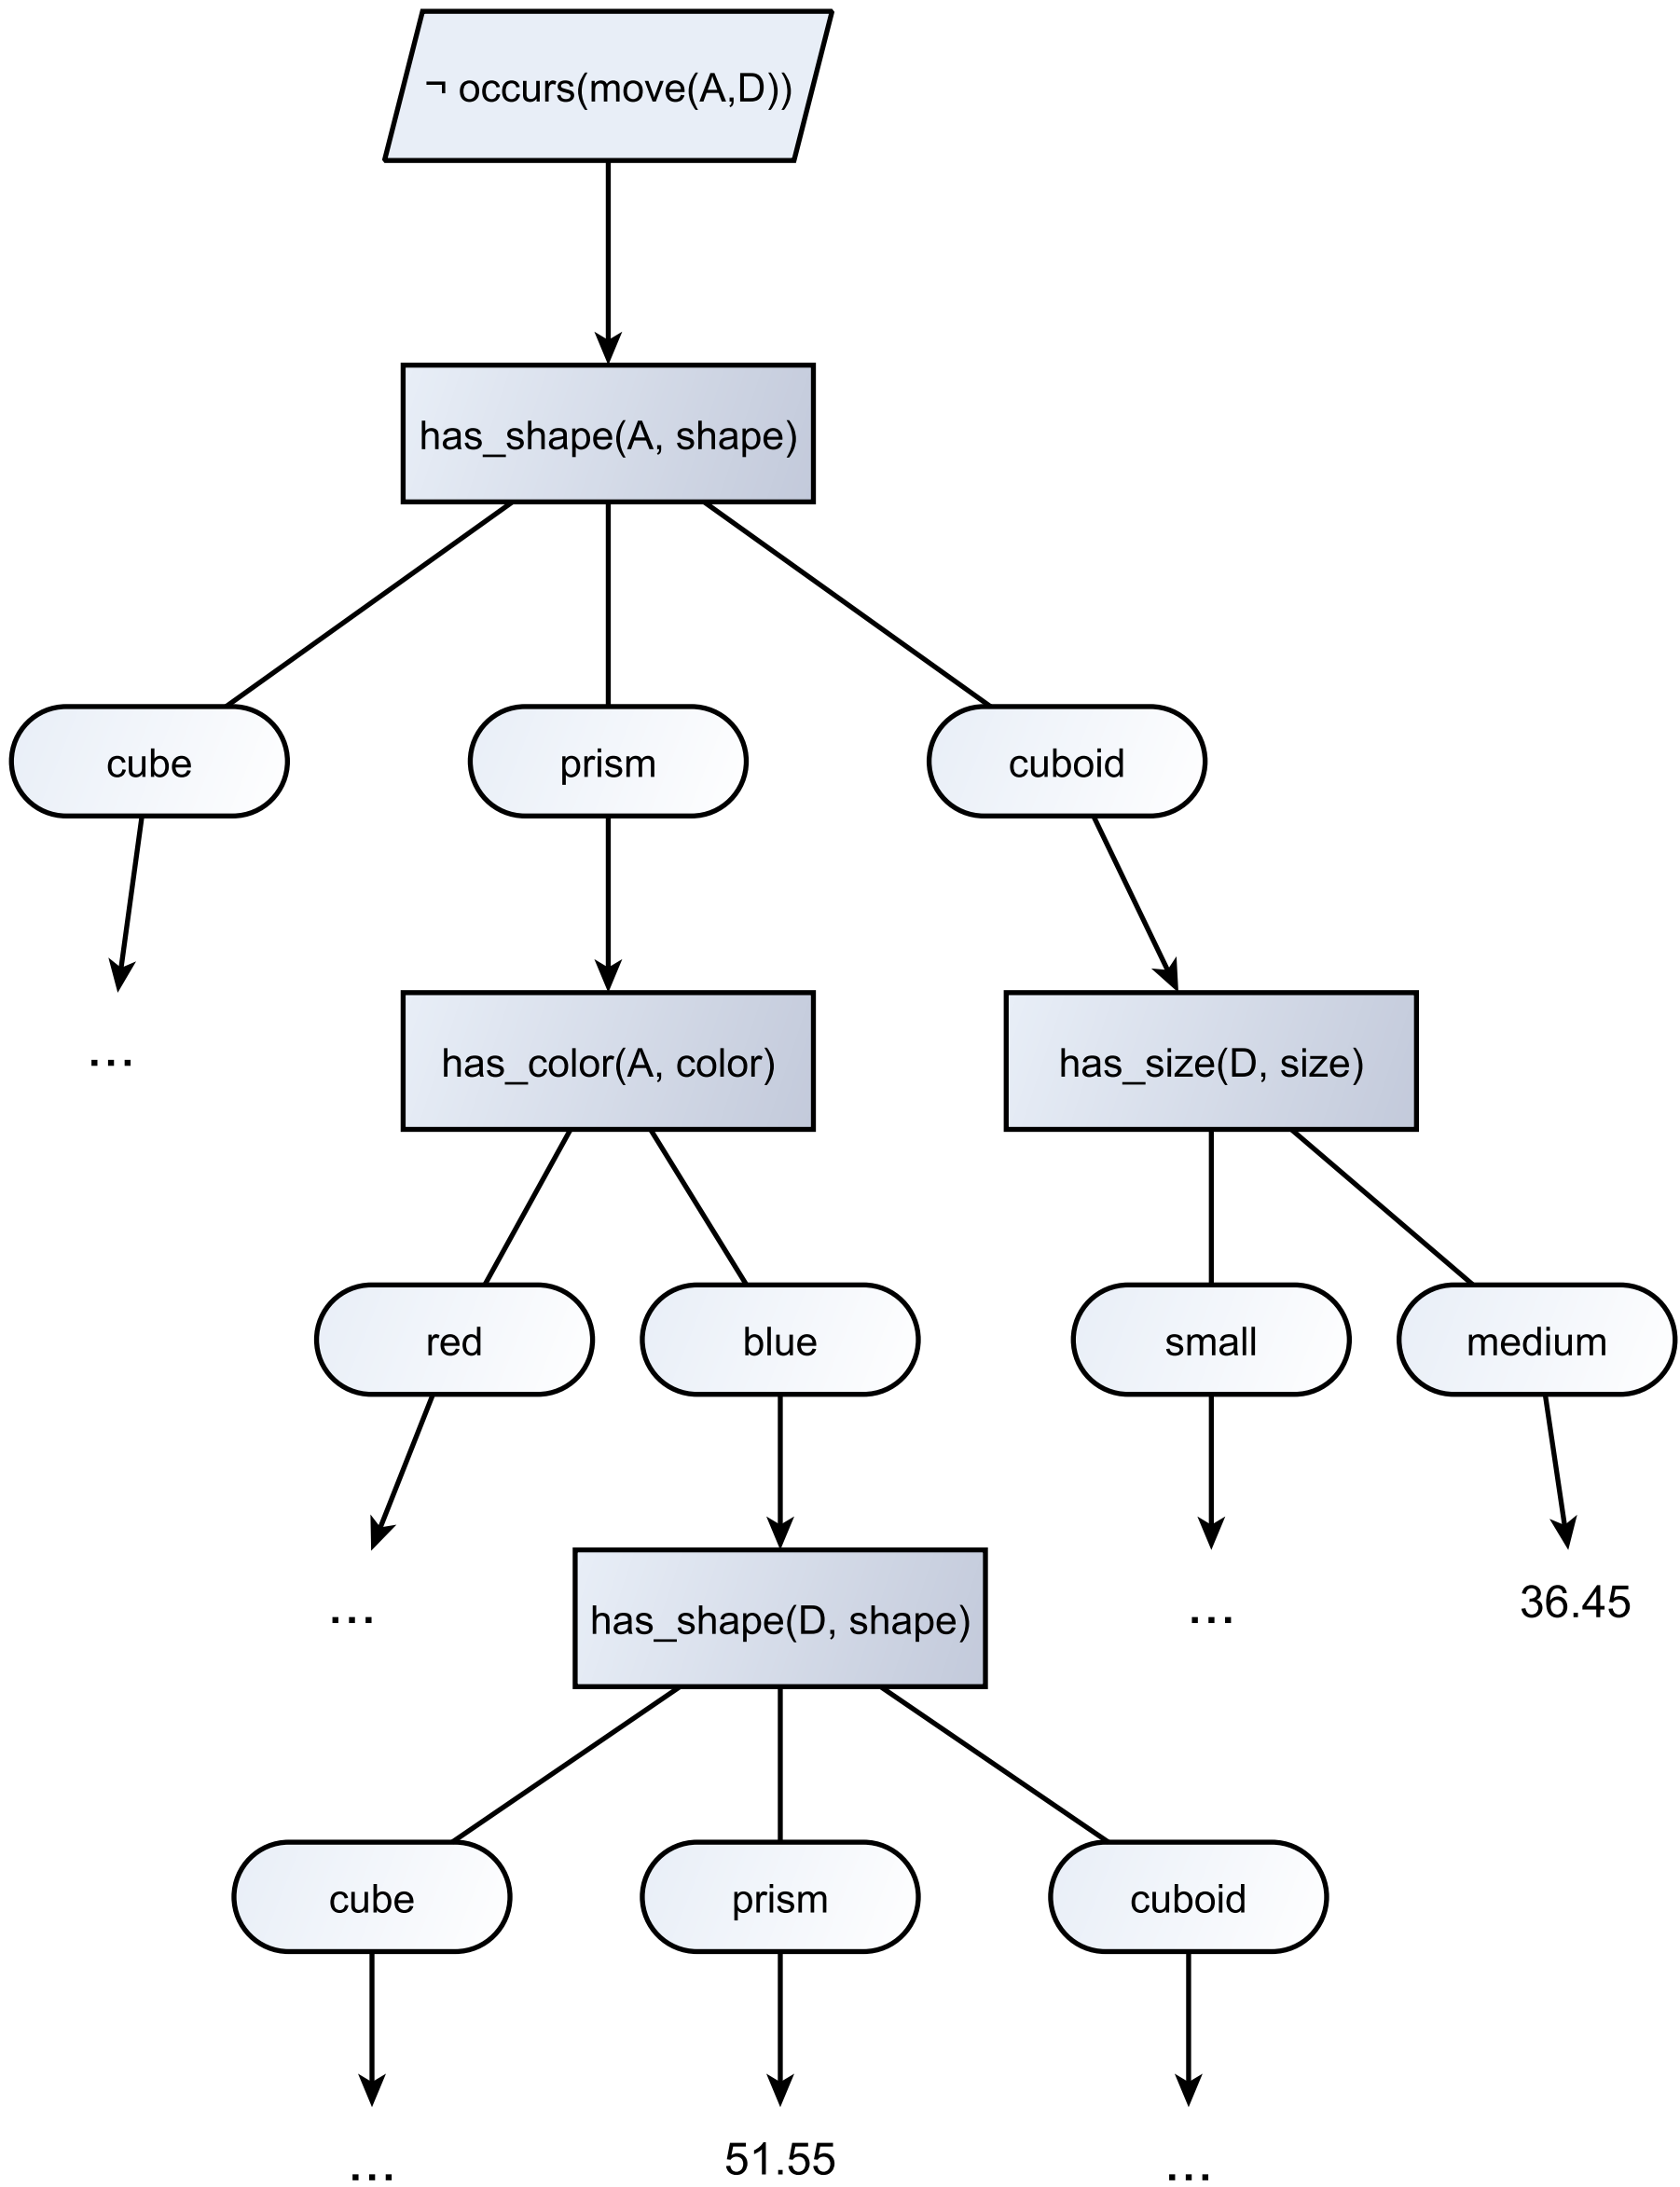 ¬ occurs(move(A,D))
has_shape(A, shape)
cube
prism
cuboid
...
has_color(A, color)
has_size(D, size)
red
blue
small
medium
...
has_shape(D, shape)
...
36.45
cube
prism
cuboid
...
51.55
...